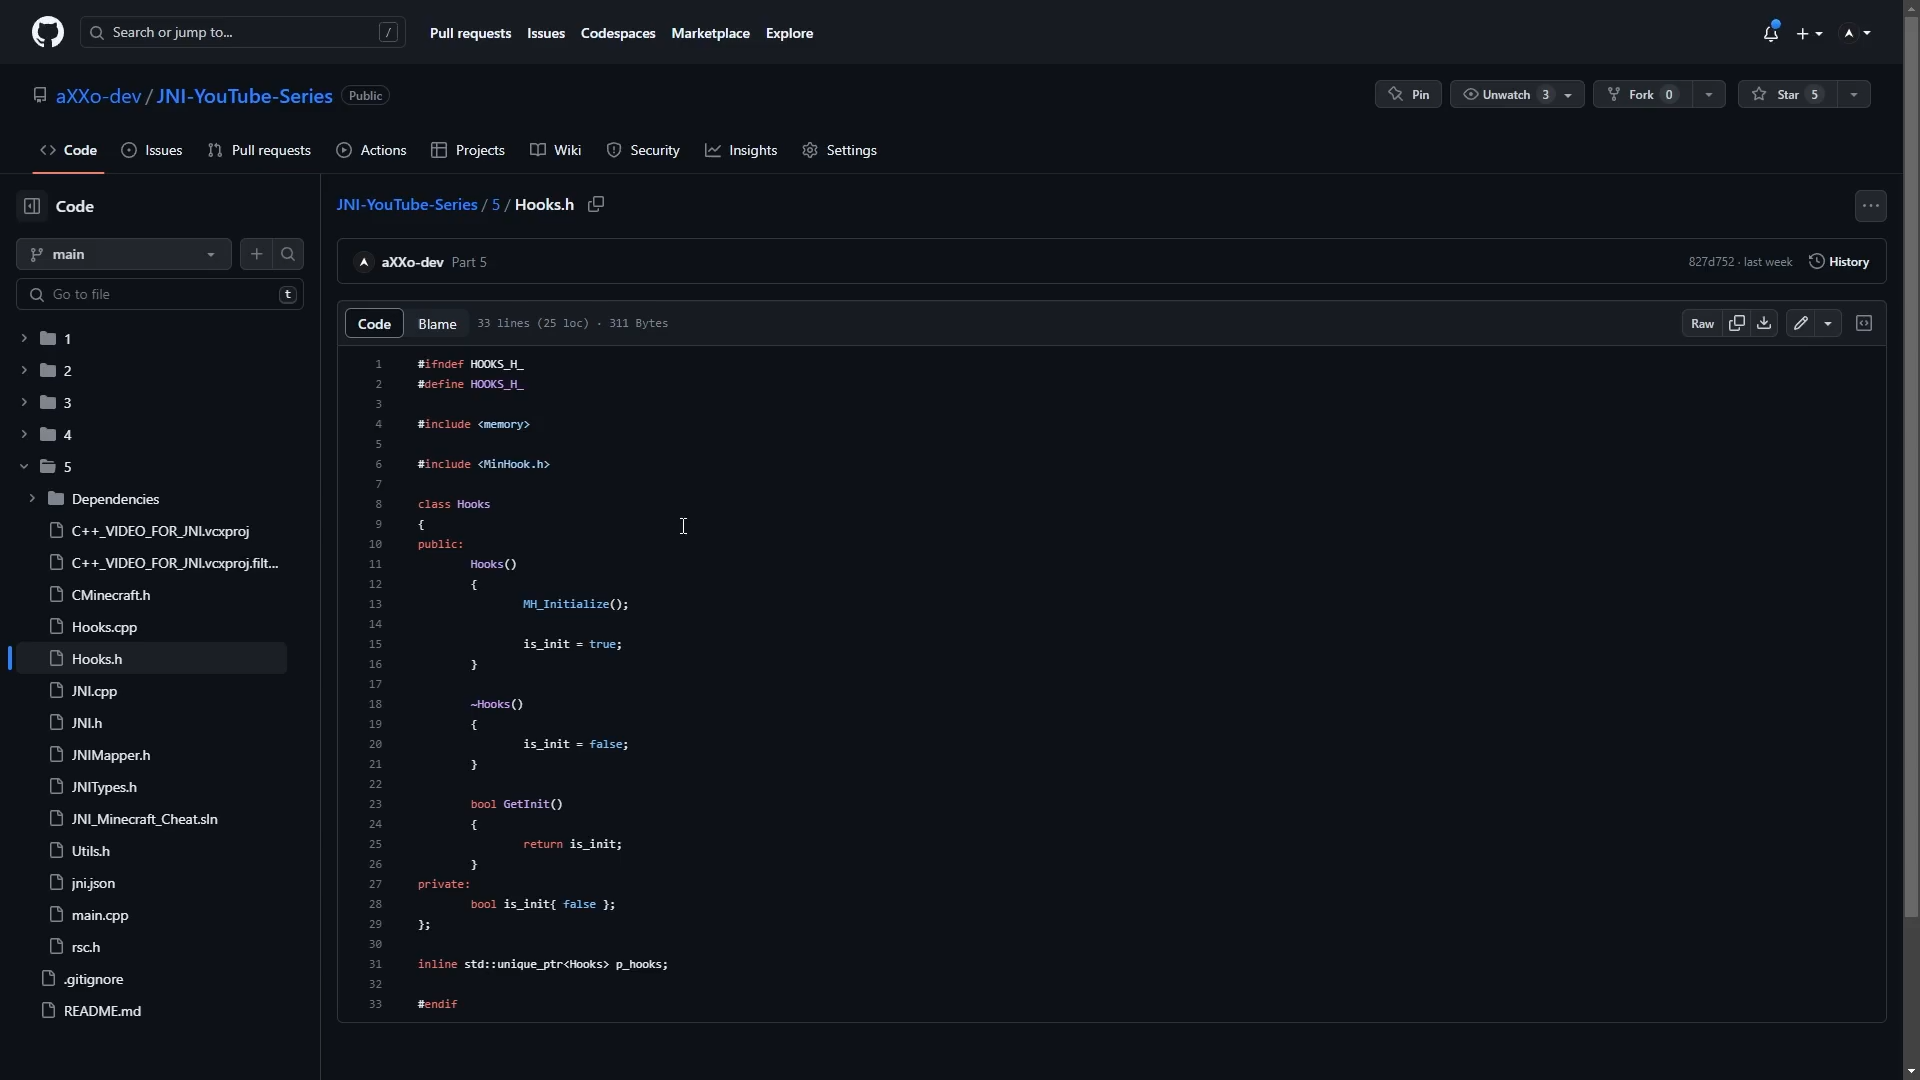 Search or jump to... /
Pull requests Issues Codespaces Marketplace Explore
aXXo-dev / JNI-YouTube-Series Public
Pin Unwatch 3 Fork 0 Star 5
Code Issues Pull requests Actions Projects Wiki Security Insights Settings
Code
main
Go to file t
1
2
3
4
5
Dependencies
C++_VIDEO_FOR_JNI.vcxproj
C++_VIDEO_FOR_JNI.vcxproj.filt...
CMinecraft.h
Hooks.cpp
Hooks.h
JNI.cpp
JNI.h
JNIMapper.h
JNITypes.h
JNI_Minecraft_Cheat.sln
Utils.h
jni.json
main.cpp
rsc.h
.gitignore
README.md
JNI-YouTube-Series / 5 / Hooks.h
aXXo-dev Part 5
827d752 · last week History
Code Blame 33 lines (25 loc) · 311 Bytes
Raw
1 #ifndef HOOKS_H_
2 #define HOOKS_H_
3
4 #include <memory>
5
6 #include <MinHook.h>
7
8 class Hooks
9 {
10 public:
11 Hooks()
12 {
13 MH_Initialize();
14
15 is_init = true;
16 }
17
18 ~Hooks()
19 {
20 is_init = false;
21 }
22
23 bool GetInit()
24 {
25 return is_init;
26 }
27 private:
28 bool is_init{ false };
29 };
30
31 inline std::unique_ptr<Hooks> p_hooks;
32
33 #endif